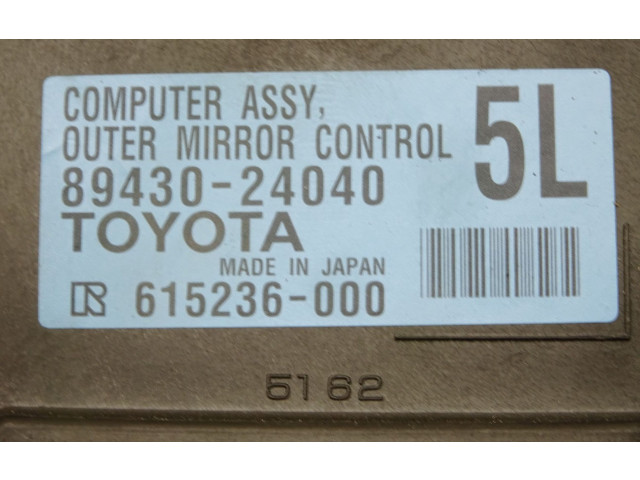 COMPUTER ASSY,
OUTER MIRROR CONTROL
5L
89430-24040
TOYOTA
MADE IN JAPAN
R 615236-000
5162